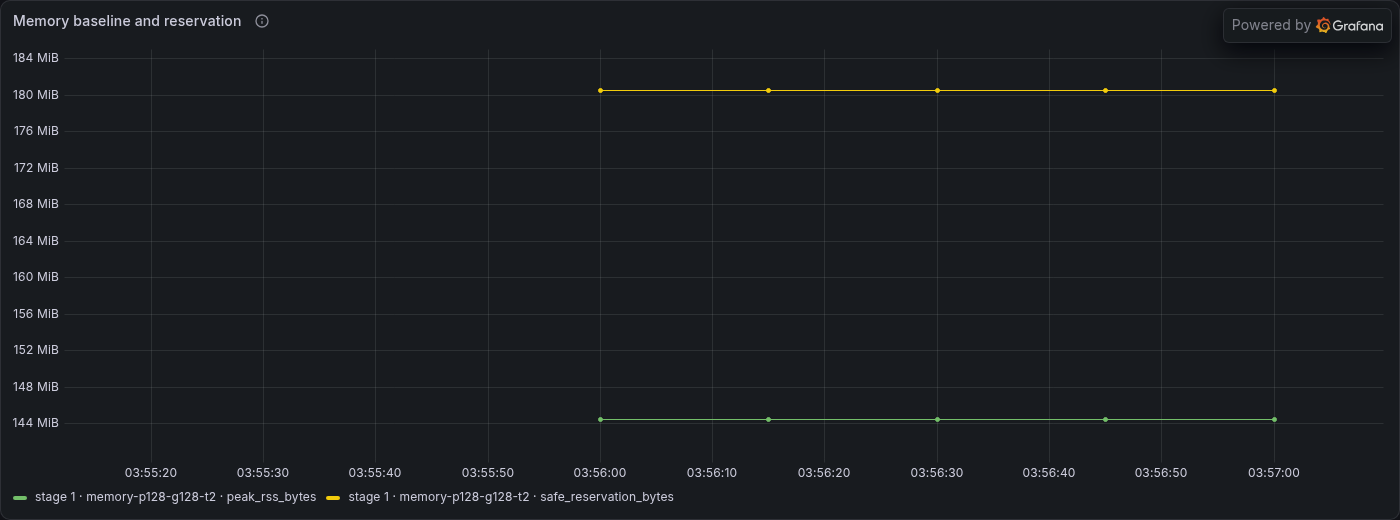 Memory baseline and reservation
Powered by Grafana
184 MiB
180 MiB
176 MiB
172 MiB
168 MiB
164 MiB
160 MiB
156 MiB
152 MiB
148 MiB
144 MiB
03:55:20 03:55:30 03:55:40 03:55:50 03:56:00 03:56:10 03:56:20 03:56:30 03:56:40 03:56:50 03:57:00
stage 1 · memory-p128-g128-t2 · peak_rss_bytes stage 1 · memory-p128-g128-t2 · safe_reservation_bytes